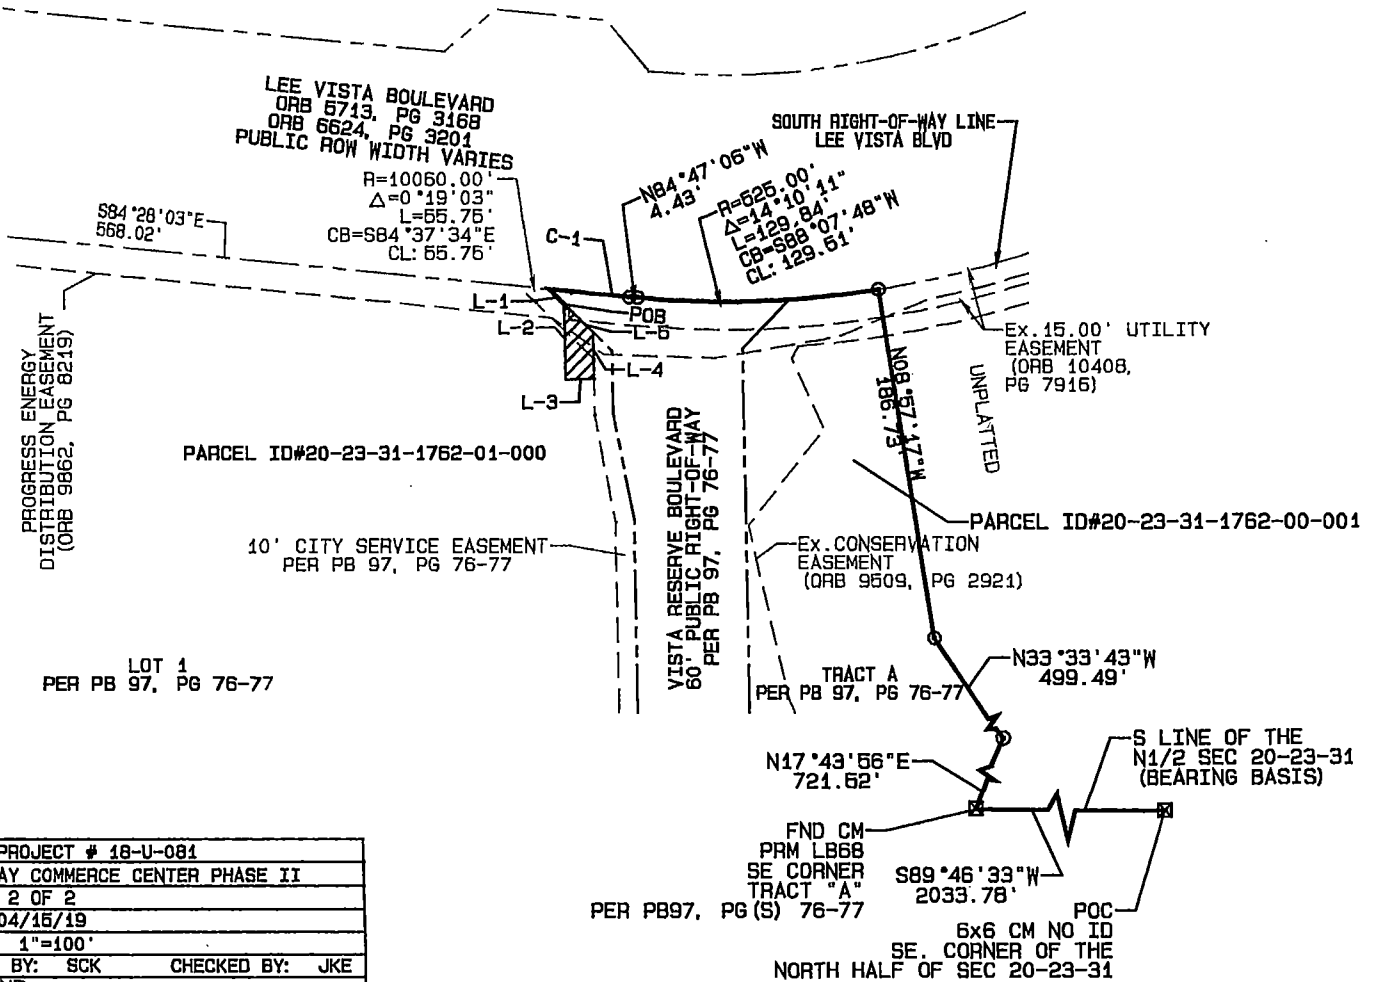 LEE VISTA BOULEVARD
ORB 5713, PG 3168
ORB 6624, PG 3201
PUBLIC ROW WIDTH VARIES
R=10060.00'
Δ=0°19'03"
L=55.75'
CB=S84°37'34"E
CL: 55.75'
S84°28'03"E
568.02'
C-1
N84°47'06"W
4.43'
R=525.00'
Δ=14°10'11"
L=129.84'
CB=S88°07'48"W
CL: 129.51'
SOUTH RIGHT-OF-WAY LINE
LEE VISTA BLVD
L-1
POB
L-2
L-5
L-4
L-3
PROGRESS ENERGY
DISTRIBUTION EASEMENT
(ORB 9862, PG 8219)
Ex.15.00' UTILITY
EASEMENT
(ORB 10408,
PG 7916)
UNPLATTED
N08°57'17"W
186.73'
PARCEL ID#20-23-31-1762-01-000
VISTA RESERVE BOULEVARD
60' PUBLIC RIGHT-OF-WAY
PER PB 97, PG 76-77
PARCEL ID#20-23-31-1762-00-001
10' CITY SERVICE EASEMENT
PER PB 97, PG 76-77
Ex.CONSERVATION
EASEMENT
(ORB 9509, PG 2921)
LOT 1
PER PB 97, PG 76-77
TRACT A
PER PB 97, PG 76-77
N33°33'43"W
499.49'
N17°43'56"E
721.52'
S LINE OF THE
N1/2 SEC 20-23-31
(BEARING BASIS)
FND CM
PRM LB68
SE CORNER
TRACT "A"
PER PB97, PG(S) 76-77
S89°46'33"W
2033.78'
POC
6x6 CM NO ID
SE. CORNER OF THE
NORTH HALF OF SEC 20-23-31
PROJECT # 18-U-081
AY COMMERCE CENTER PHASE II
2 OF 2
04/15/19
1"=100'
BY: SCK CHECKED BY: JKE